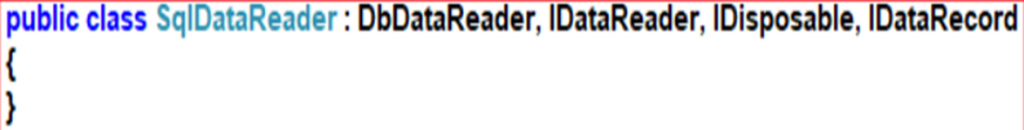 public class SqlDataReader : DbDataReader, IDataReader, IDisposable, IDataRecord
{
}